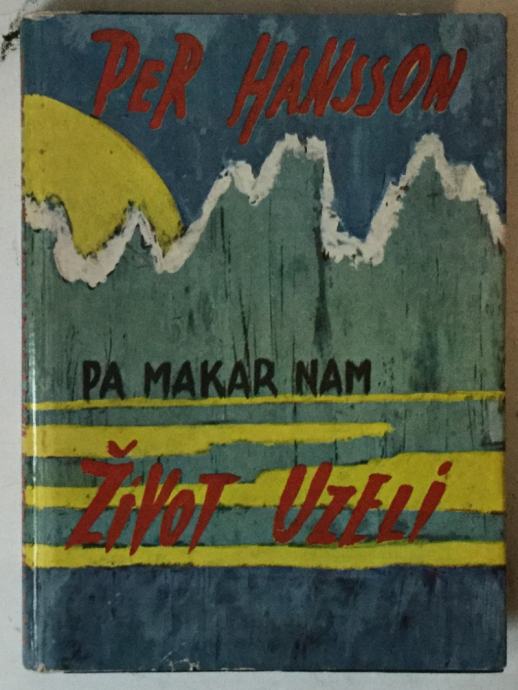 PER HANSSON
PA MAKAR NAM
ŽIVOT UZELI